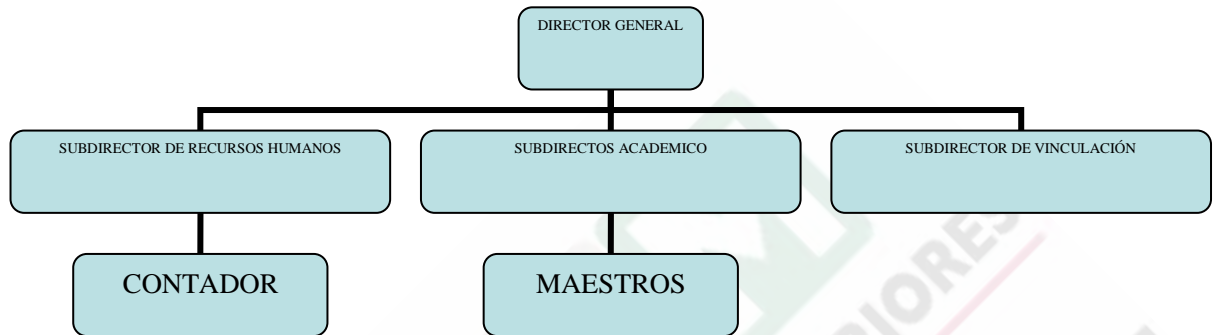 DIRECTOR GENERAL
SUBDIRECTOR DE RECURSOS HUMANOS
SUBDIRECTOS ACADEMICO
SUBDIRECTOR DE VINCULACIÓN
CONTADOR
MAESTROS